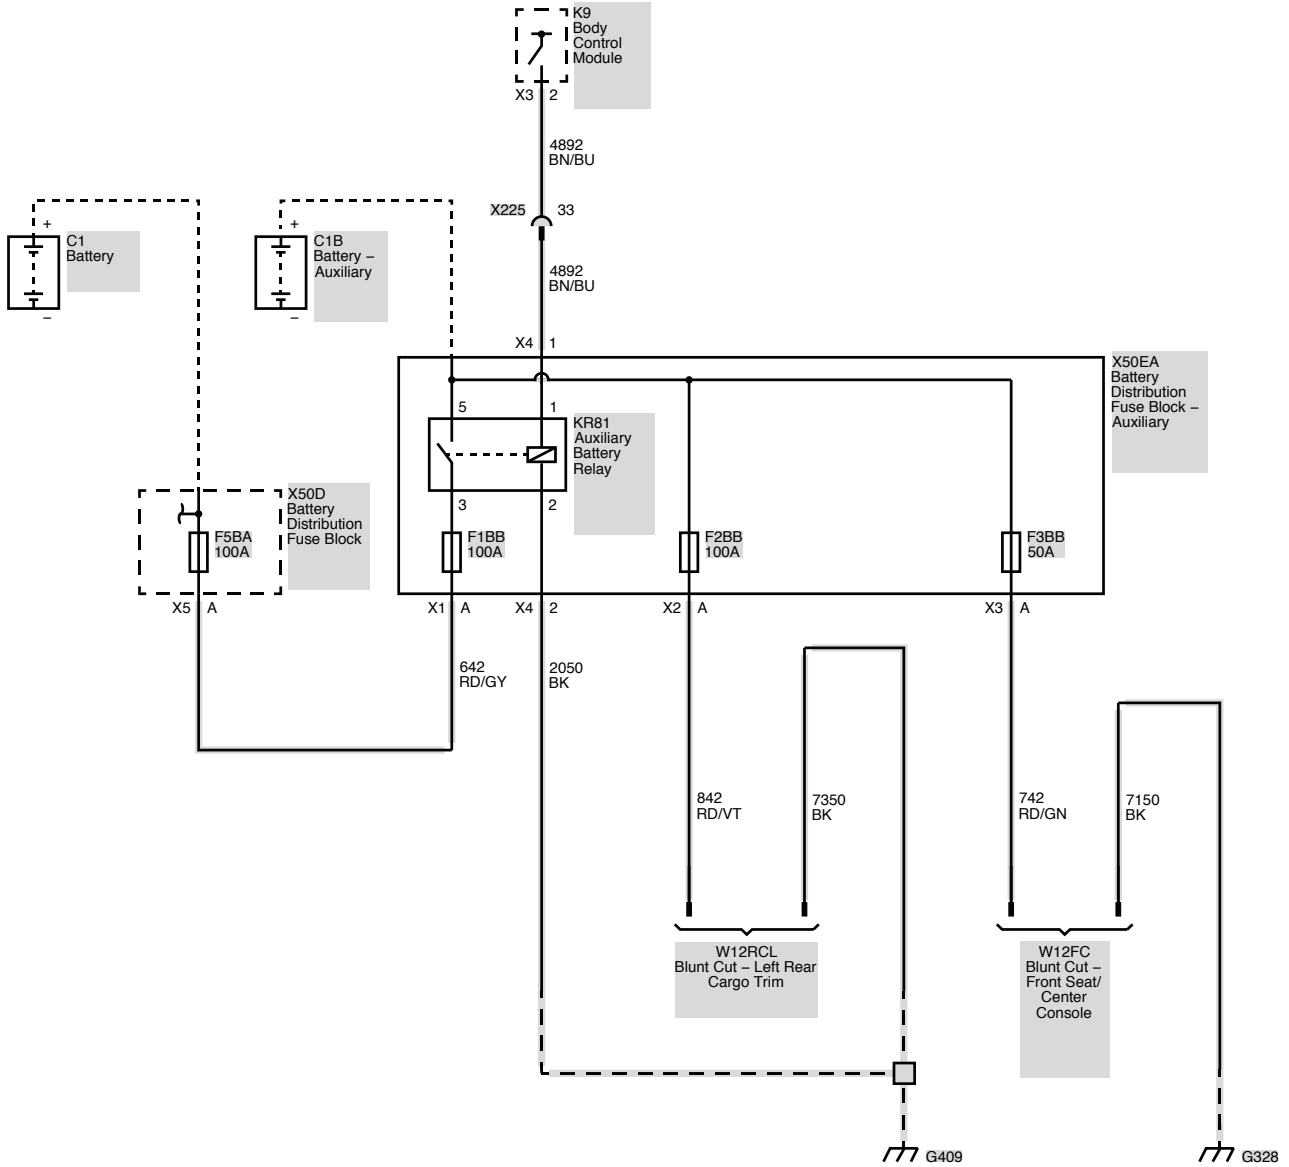 K9
Body
Control
Module
X3 2
4892
BN/BU
X225 33
+
C1
Battery
−
+
C1B
Battery −
Auxiliary
−
4892
BN/BU
X4 1
X50EA
Battery
Distribution
Fuse Block −
Auxiliary
5 1
KR81
Auxiliary
Battery
Relay
3 2
X50D
Battery
Distribution
Fuse Block
F5BA
100A
F1BB
100A
F2BB
100A
F3BB
50A
X5 A
X1 A
X4 2
X2 A
X3 A
642
RD/GY
2050
BK
842
RD/VT
7350
BK
742
RD/GN
7150
BK
W12RCL
Blunt Cut − Left Rear
Cargo Trim
W12FC
Blunt Cut −
Front Seat/
Center
Console
G409
G328